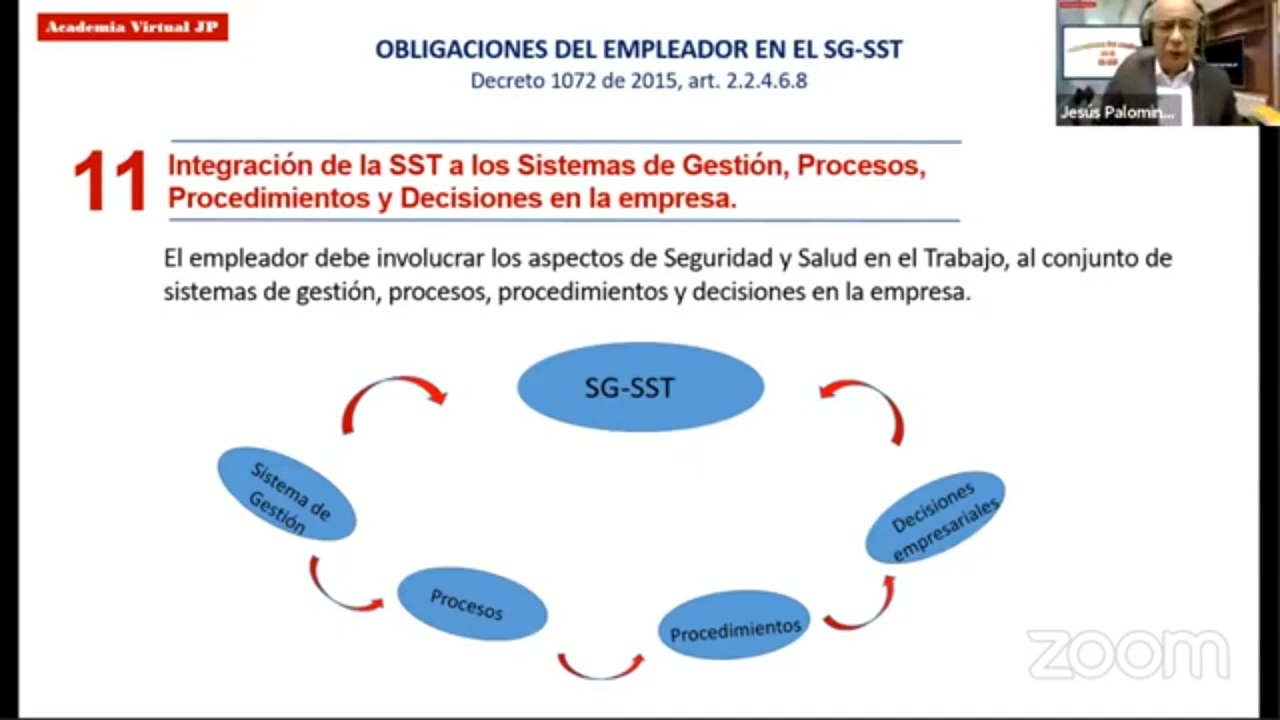 Academia Virtual JP
OBLIGACIONES DEL EMPLEADOR EN EL SG-SST
Decreto 1072 de 2015, art. 2.2.4.6.8
Jesús Palomin...
11
Integración de la SST a los Sistemas de Gestión, Procesos,
Procedimientos y Decisiones en la empresa.
El empleador debe involucrar los aspectos de Seguridad y Salud en el Trabajo, al conjunto de
sistemas de gestión, procesos, procedimientos y decisiones en la empresa.
SG-SST
Sistema de
Gestión
Decisiones
empresariales
Procesos
Procedimientos
zoom